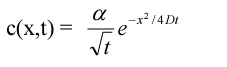 c(x,t) = α/√t e^{-x²/4Dt}